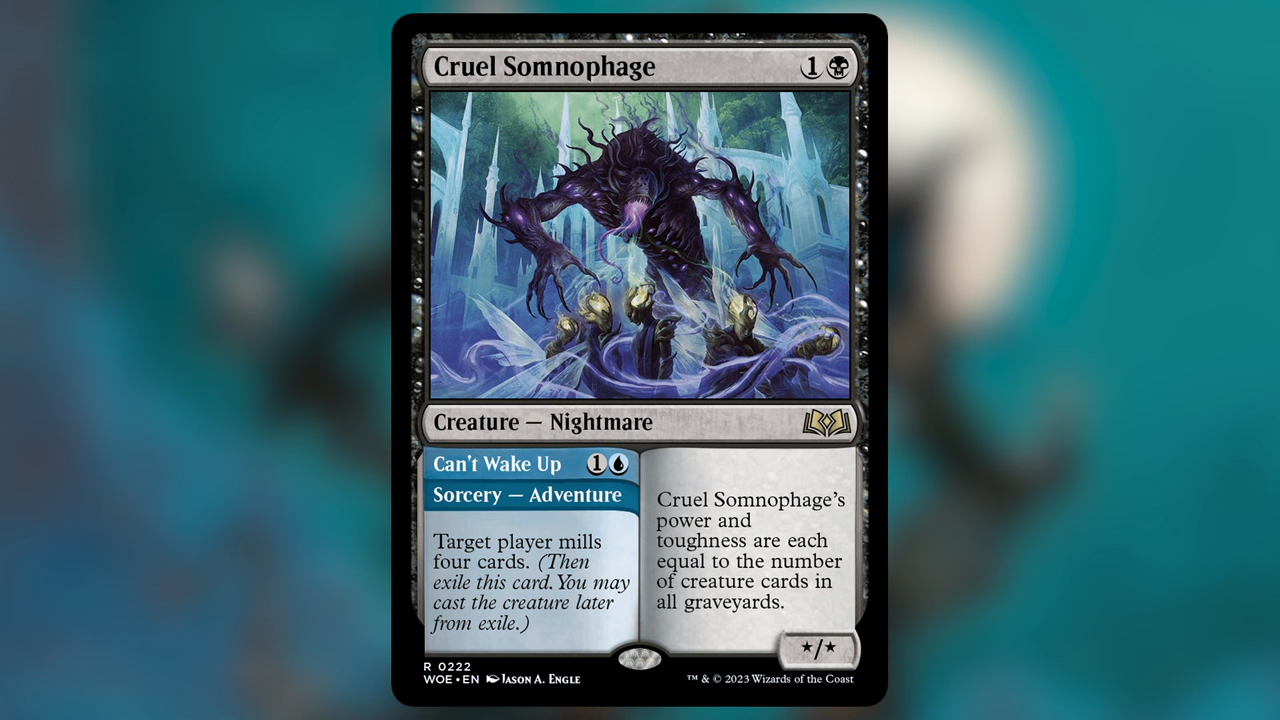 Cruel Somnophage 1
Creature — Nightmare
Can't Wake Up 1
Sorcery — Adventure
Target player mills
four cards. (Then
exile this card. You may
cast the creature later
from exile.)
Cruel Somnophage's
power and
toughness are each
equal to the number
of creature cards in
all graveyards.
★/★
R 0222
WOE • EN Jason A. Engle
™ & © 2023 Wizards of the Coast